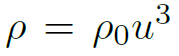 ρ = ρ₀u³